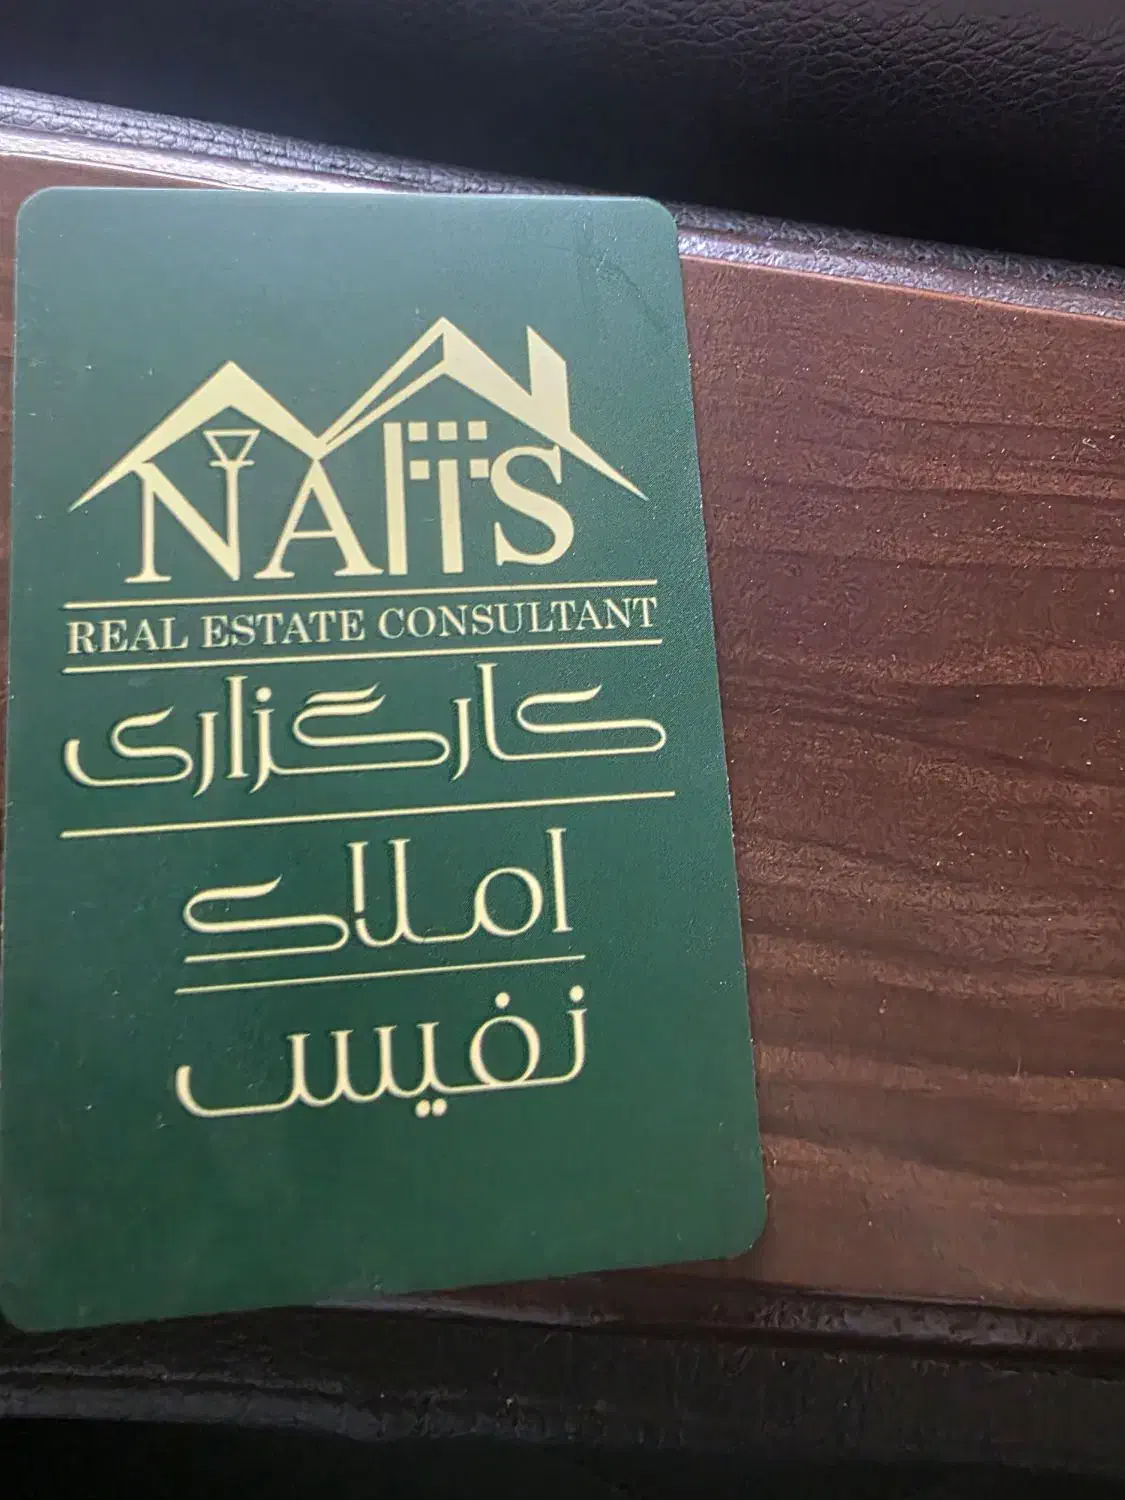 NAFIS
REAL ESTATE CONSULTANT
کارگزاری
املاک
نفیس